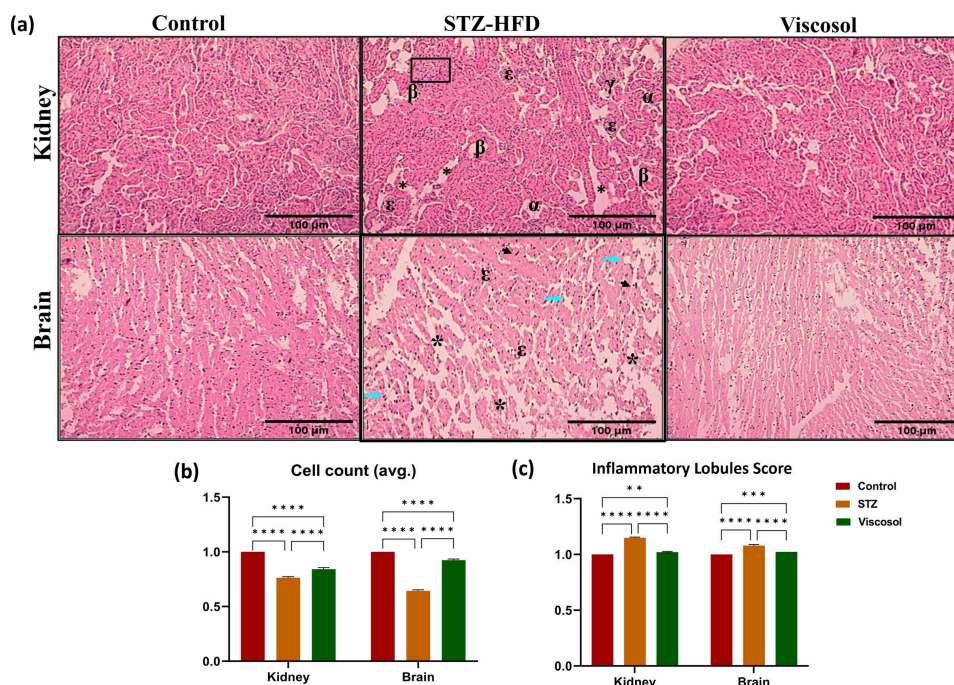 (a)
Control
STZ-HFD
Viscosol
Kidney
ε
β
γ
α
ε
β
*
*
*
β
ε
α
100 µm
100 µm
100 µm
Brain
ε
ε
*
*
*
100 µm
100 µm
100 µm
(b)
Cell count (avg.)
1.5
1.0
0.5
0.0
****
****
**** ****
**** ****
Kidney
Brain
(c)
Inflammatory Lobules Score
1.5
1.0
0.5
0.0
**
***
**** ****
**** ****
Kidney
Brain
Control
STZ
Viscosol